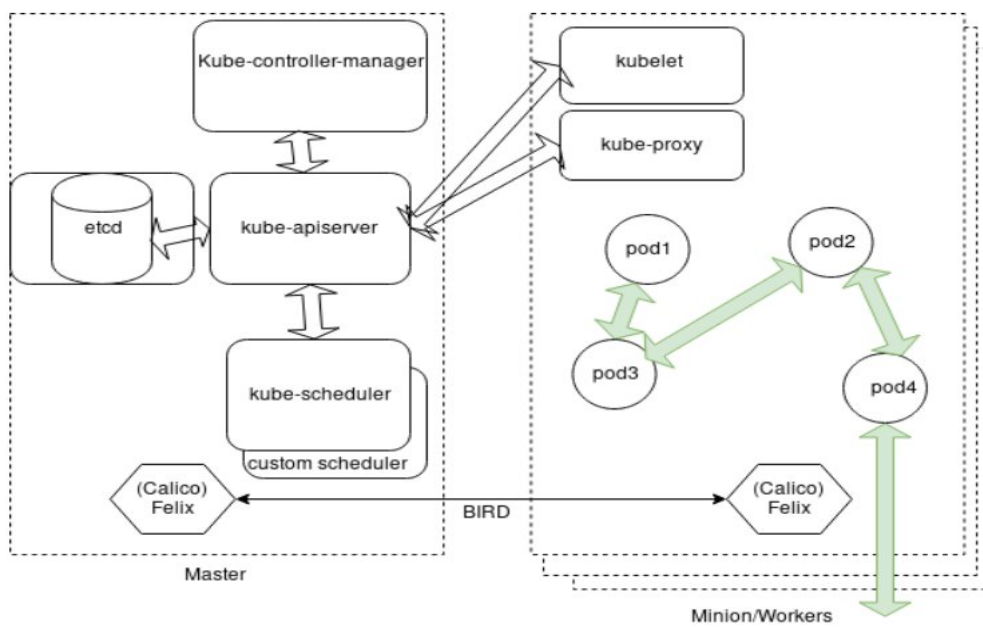 Kube-controller-manager
kubelet
kube-proxy
etcd
kube-apiserver
pod1
pod2
pod3
pod4
kube-scheduler
custom scheduler
(Calico)
Felix
BIRD
(Calico)
Felix
Master
Minion/Workers